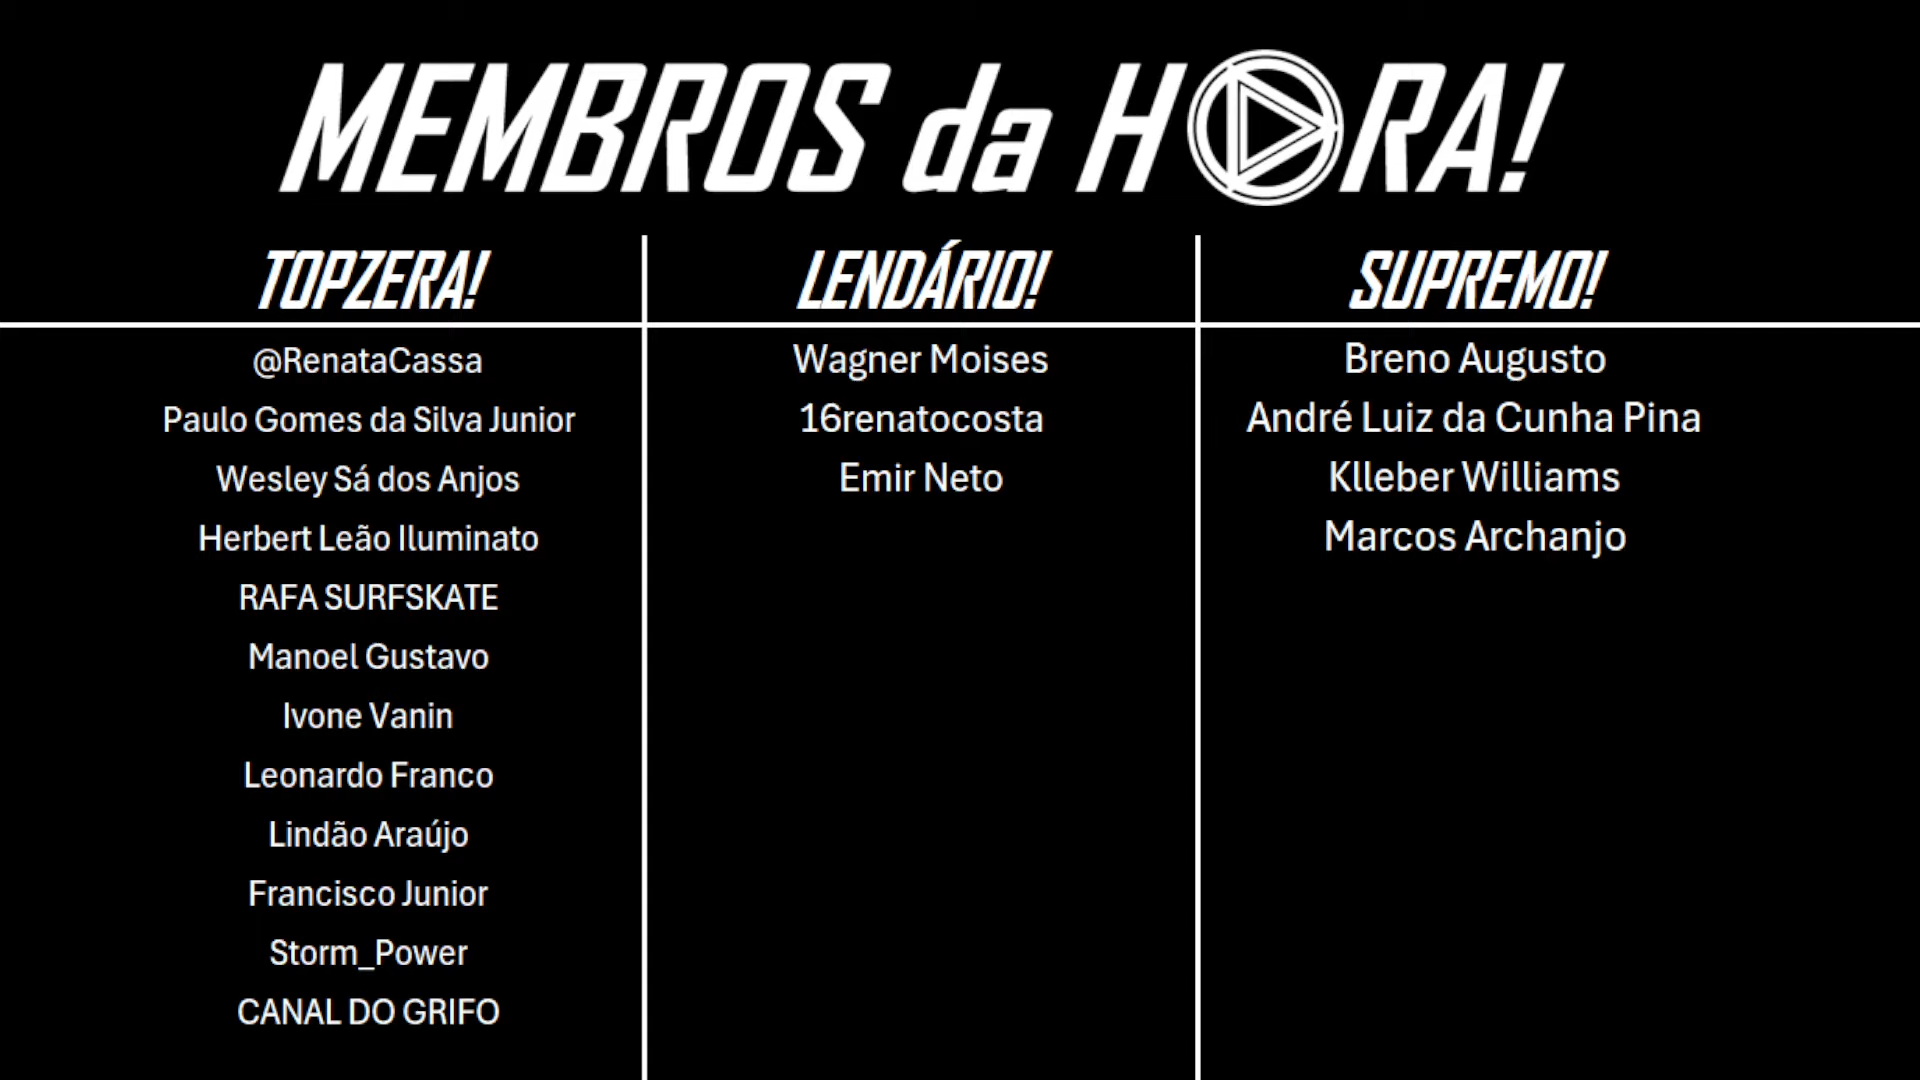 MEMBROS da HORA!
TOPZERA!
@RenataCassa
Paulo Gomes da Silva Junior
Wesley Sá dos Anjos
Herbert Leão Iluminato
RAFA SURFSKATE
Manoel Gustavo
Ivone Vanin
Leonardo Franco
Lindão Araújo
Francisco Junior
Storm_Power
CANAL DO GRIFO
LENDÁRIO!
Wagner Moises
16renatocosta
Emir Neto
SUPREMO!
Breno Augusto
André Luiz da Cunha Pina
Klleber Williams
Marcos Archanjo